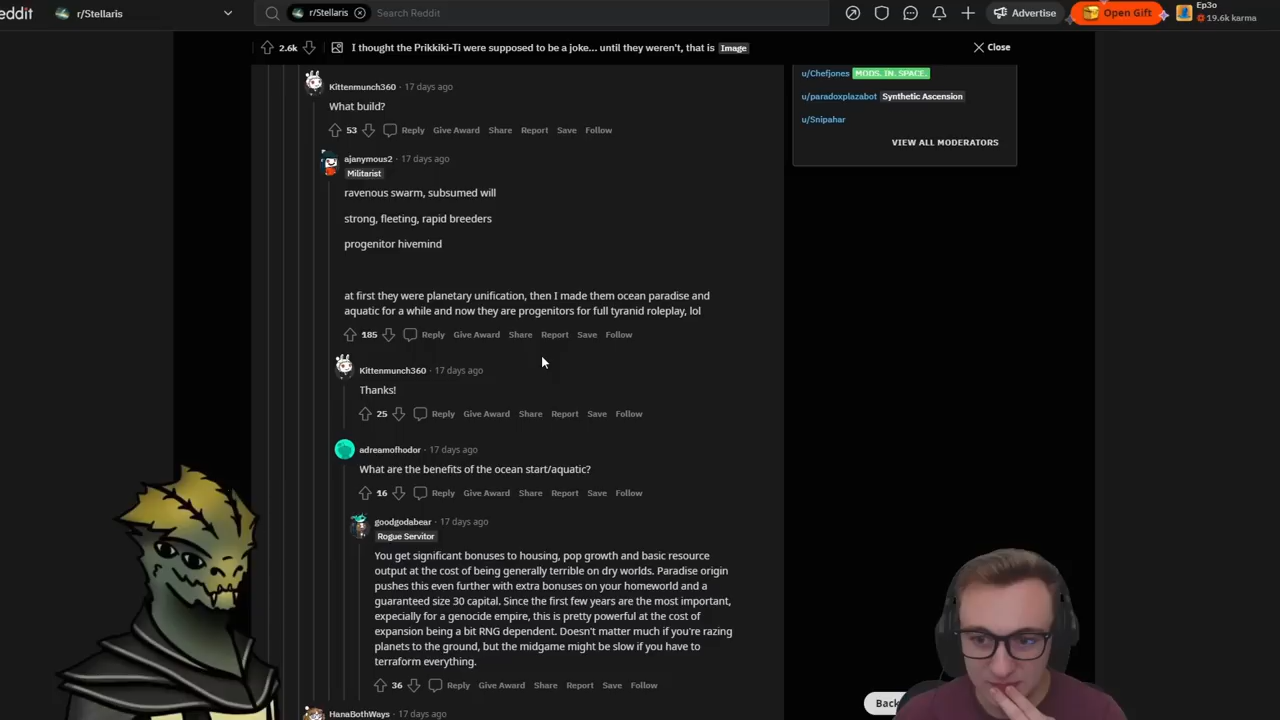 eddit
r/Stellaris
r/Stellaris
Search Reddit
Advertise
Open Gift
Ep3o
19.6k karma
2.6k
I thought the Prikkiki-Ti were supposed to be a joke... until they weren't, that is Image
Close
u/Chefjones MODS. IN. SPACE.
u/paradoxplazabot Synthetic Ascension
u/Snipahar
VIEW ALL MODERATORS
Kittenmunch360 · 17 days ago
What build?
53 Reply Give Award Share Report Save Follow
ajanymous2 · 17 days ago
Militarist
ravenous swarm, subsumed will
strong, fleeting, rapid breeders
progenitor hivemind
at first they were planetary unification, then I made them ocean paradise and
aquatic for a while and now they are progenitors for full tyranid roleplay, lol
185 Reply Give Award Share Report Save Follow
Kittenmunch360 · 17 days ago
Thanks!
25 Reply Give Award Share Report Save Follow
adreamofhodor · 17 days ago
What are the benefits of the ocean start/aquatic?
16 Reply Give Award Share Report Save Follow
goodgodabear · 17 days ago
Rogue Servitor
You get significant bonuses to housing, pop growth and basic resource
output at the cost of being generally terrible on dry worlds. Paradise origin
pushes this even further with extra bonuses on your homeworld and a
guaranteed size 30 capital. Since the first few years are the most important,
expecially for a genocide empire, this is pretty powerful at the cost of
expansion being a bit RNG dependent. Doesn't matter much if you're razing
planets to the ground, but the midgame might be slow if you have to
terraform everything.
36 Reply Give Award Share Report Save Follow
HanaBothWays · 17 days ago
Back